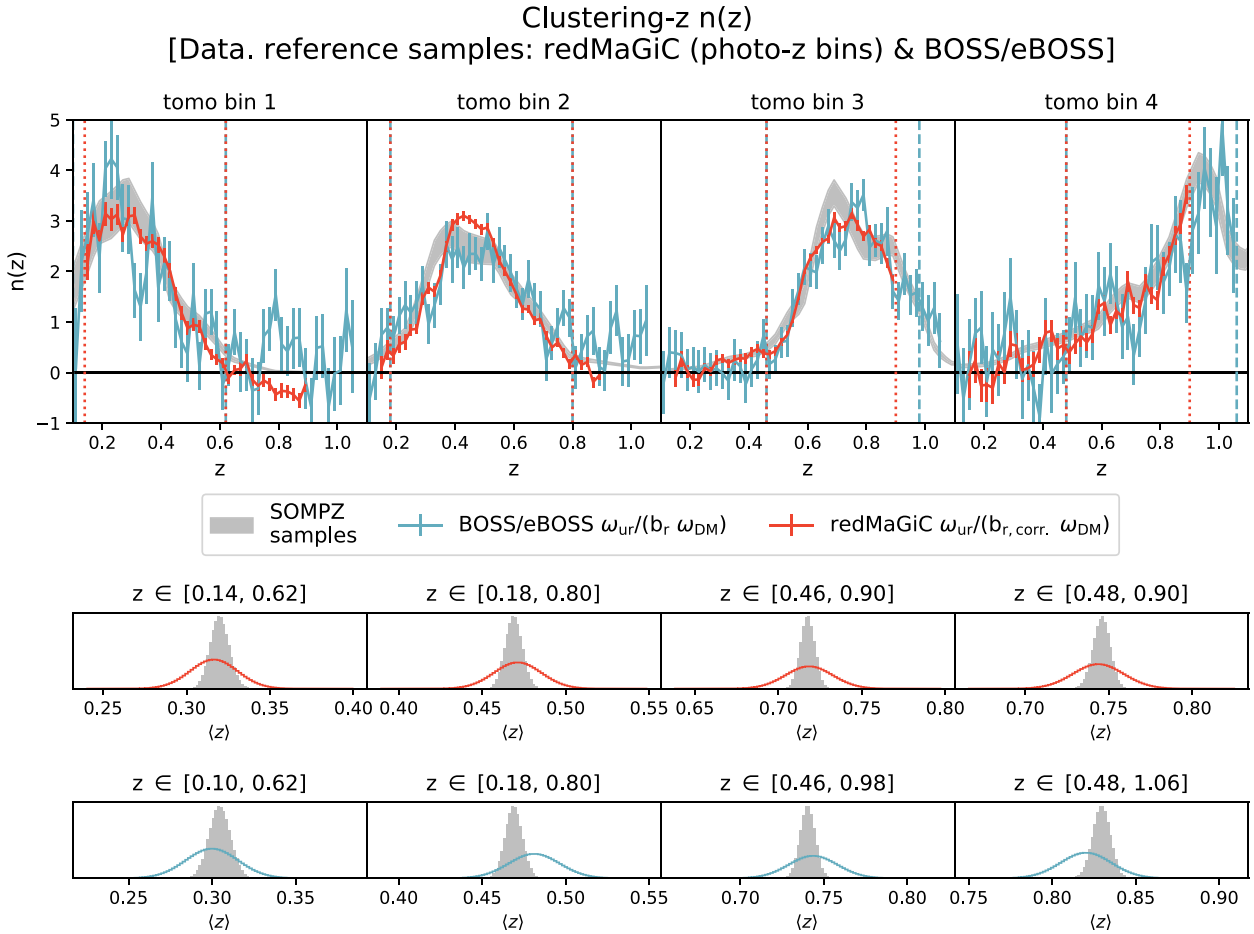 Clustering-z n(z)
[Data. reference samples: redMaGiC (photo-z bins) & BOSS/eBOSS]
tomo bin 1 tomo bin 2 tomo bin 3 tomo bin 4
n(z)
5
4
3
2
1
0
−1
0.2 0.4 0.6 0.8 1.0 0.2 0.4 0.6 0.8 1.0 0.2 0.4 0.6 0.8 1.0 0.2 0.4 0.6 0.8 1.0
z z z z
SOMPZ
samples
BOSS/eBOSS ω_ur/(b_r ω_DM)
redMaGiC ω_ur/(b_r,corr. ω_DM)
z ∈ [0.14, 0.62] z ∈ [0.18, 0.80] z ∈ [0.46, 0.90] z ∈ [0.48, 0.90]
0.25 0.30 0.35 0.40 0.40 0.45 0.50 0.55 0.65 0.70 0.75 0.80 0.70 0.75 0.80
⟨z⟩ ⟨z⟩ ⟨z⟩ ⟨z⟩
z ∈ [0.10, 0.62] z ∈ [0.18, 0.80] z ∈ [0.46, 0.98] z ∈ [0.48, 1.06]
0.25 0.30 0.35 0.40 0.45 0.50 0.55 0.70 0.75 0.80 0.75 0.80 0.85 0.90
⟨z⟩ ⟨z⟩ ⟨z⟩ ⟨z⟩